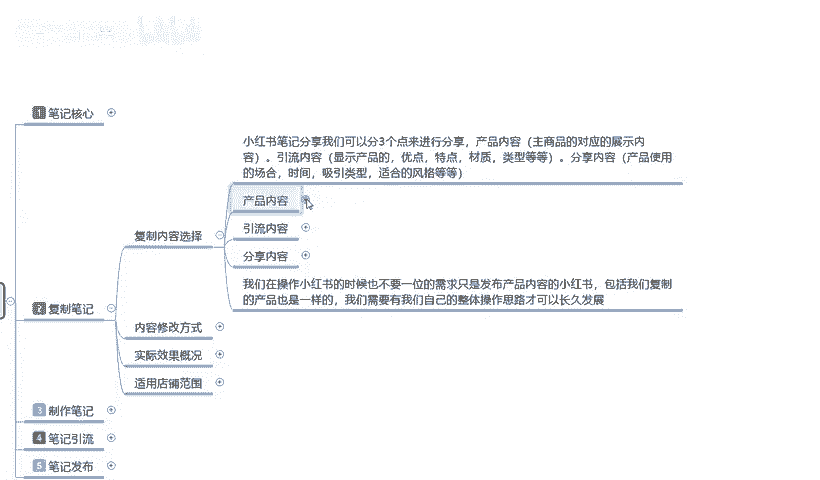 1 笔记核心
小红书笔记分享我们可以分3个点来进行分享，产品内容（主商品的对应的展示内
容）。引流内容（显示产品的，优点，特点，材质，类型等等）。分享内容（产品使用
的场合，时间，吸引类型，适合的风格等等）
产品内容
复制内容选择
引流内容
分享内容
我们在操作小红书的时候也不要一位的需求只是发布产品内容的小红书，包括我们复制
的产品也是一样的，我们需要有我们自己的整体操作思路才可以长久发展
2 复制笔记
内容修改方式
实际效果概况
适用店铺范围
3 制作笔记
4 笔记引流
5 笔记发布